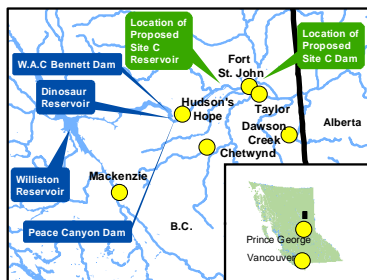 Location of
Proposed
Site C
Reservoir
Location of
Proposed
Site C Dam
Fort
St. John
W.A.C Bennett Dam
Dinosaur
Reservoir
Hudson's
Hope
Taylor
Dawson
Creek
Alberta
Chetwynd
Williston
Reservoir
Mackenzie
B.C.
Peace Canyon Dam
Prince George
Vancouver